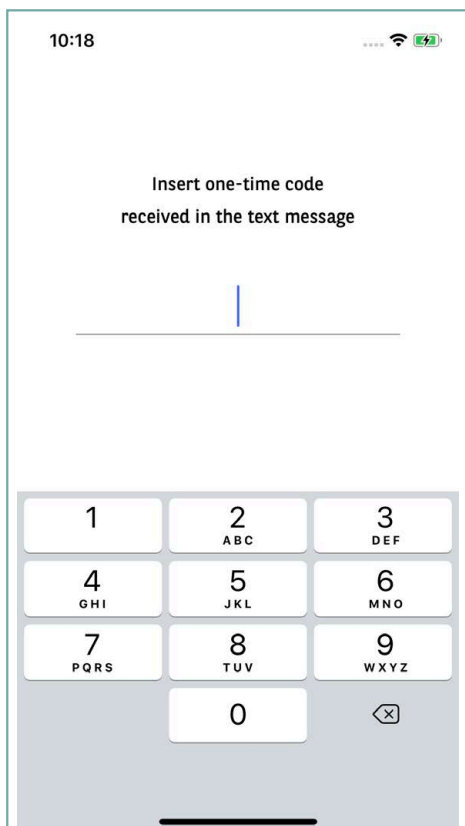 10:18
Insert one-time code
received in the text message
1
2
ABC
3
DEF
4
GHI
5
JKL
6
MNO
7
PQRS
8
TUV
9
WXYZ
0